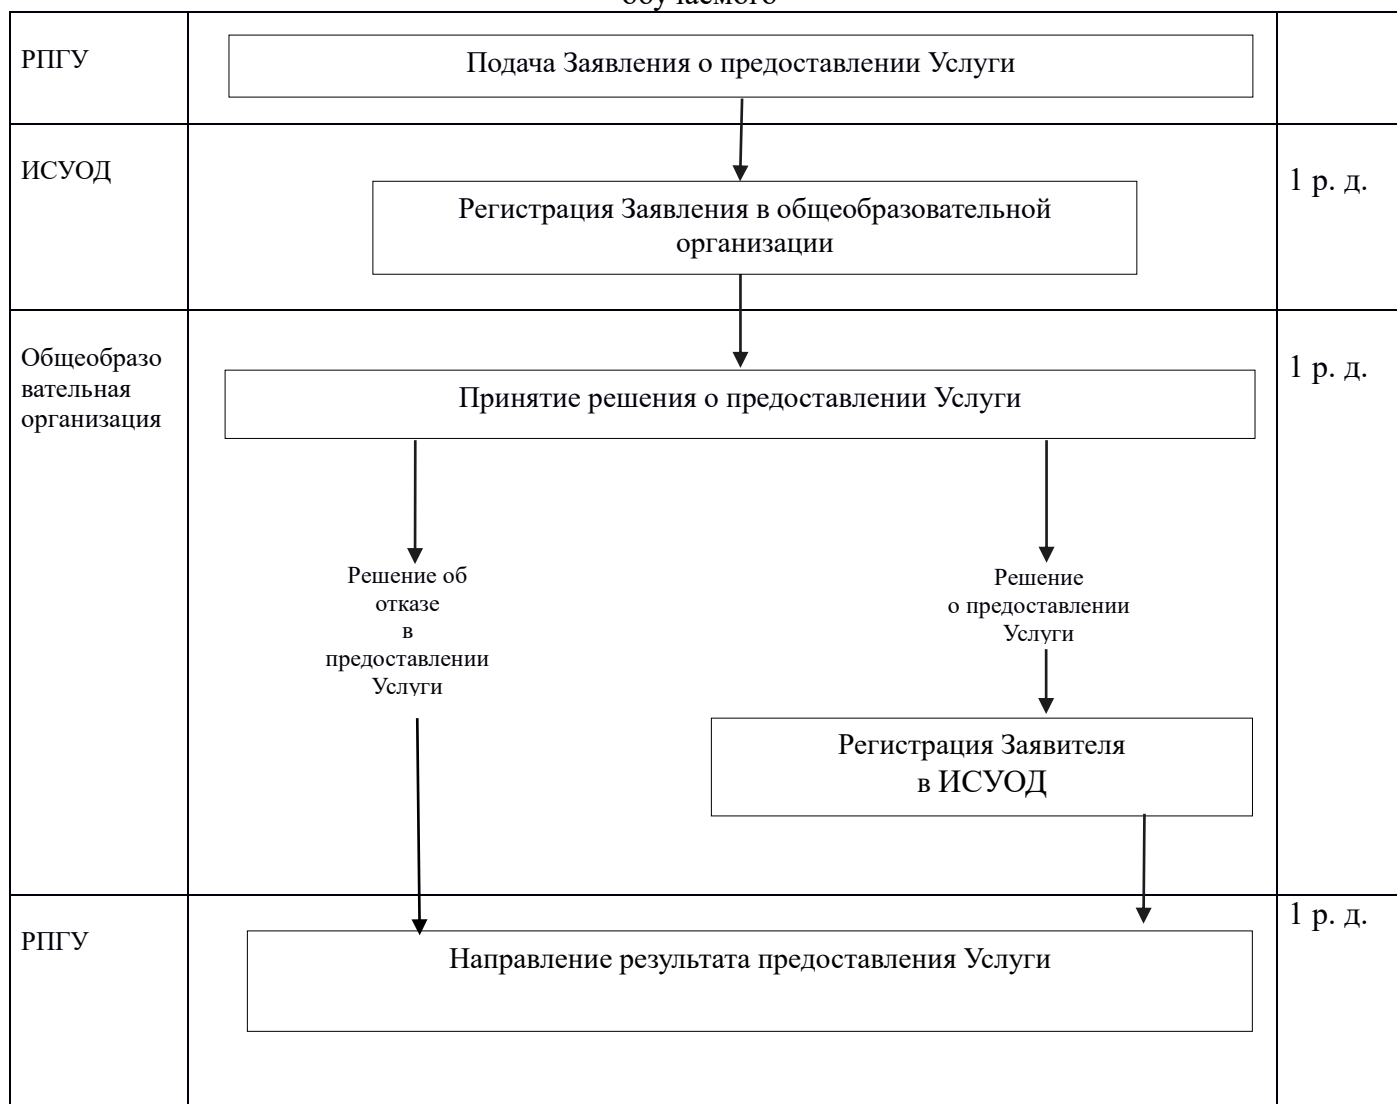 обучаемого
РПГУ
Подача Заявления о предоставлении Услуги
ИСУОД
1 р. д.
Регистрация Заявления в общеобразовательной
организации
Общеобразо
вательная
организация
1 р. д.
Принятие решения о предоставлении Услуги
Решение об
отказе
в
предоставлении
Услуги
Решение
о предоставлении
Услуги
Регистрация Заявителя
в ИСУОД
РПГУ
1 р. д.
Направление результата предоставления Услуги